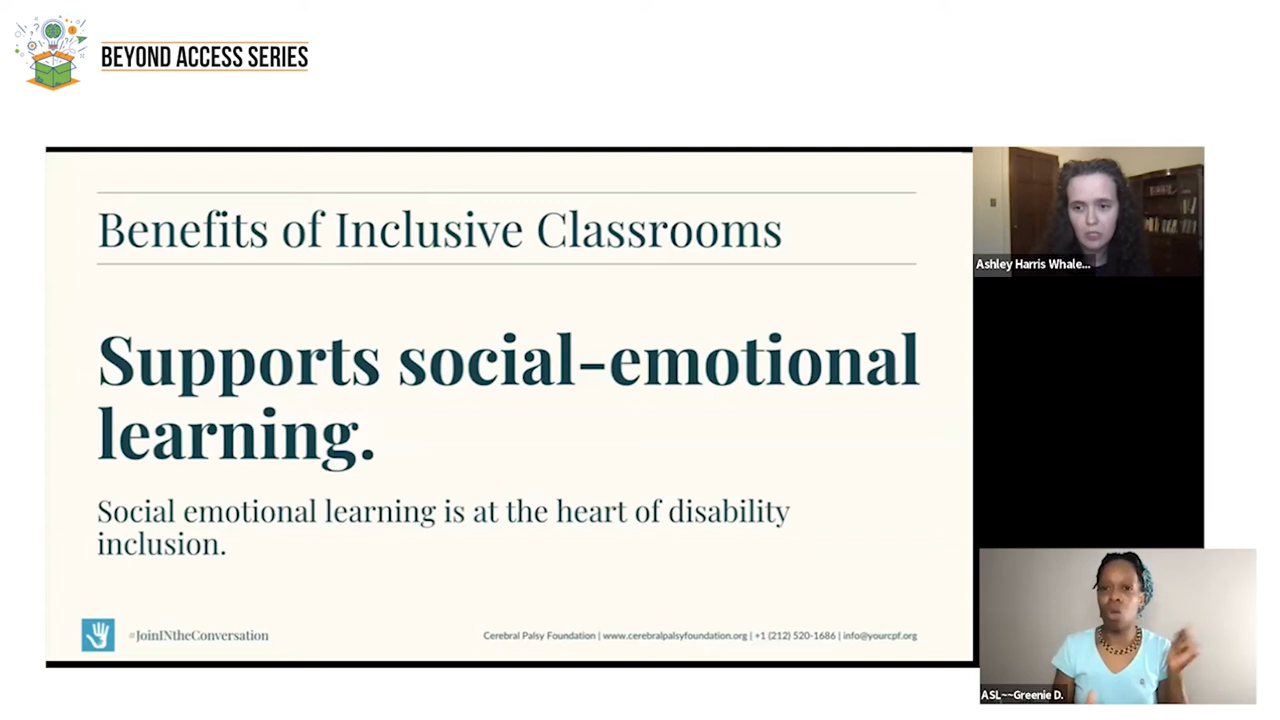 BEYOND ACCESS SERIES
Benefits of Inclusive Classrooms
Supports social-emotional
learning.
Social emotional learning is at the heart of disability
inclusion.
#JoinINtheConversation
Cerebral Palsy Foundation | www.cerebralpalsyfoundation.org | +1 (212) 520-1686 | info@yourcpf.org
Ashley Harris Whale...
ASL~~Greenie D.